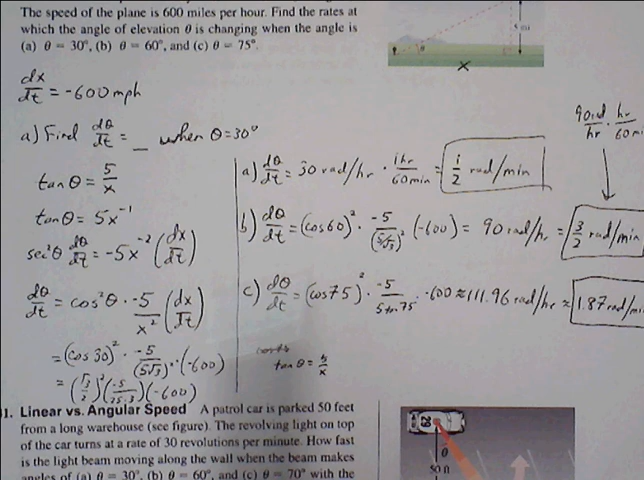 The speed of the plane is 600 miles per hour. Find the rates at
which the angle of elevation θ is changing when the angle is
(a) θ = 30°, (b) θ = 60°, and (c) θ = 75°.
5 mi
θ
x
dx/dt = -600 mph
a) Find dθ/dt = _ when θ=30°
tan θ = 5/x
tan θ = 5x⁻¹
sec²θ dθ/dt = -5x⁻² (dx/dt)
dθ/dt = cos²θ · -5/x² (dx/dt)
= (cos 30)² · -5/(5√3)² · (-600)
= (√3/2)² (-5/25·3)(-600)
a) dθ/dt = 30 rad/hr · 1hr/60min = 1/2 rad/min
90rad/hr · hr/60min
b) dθ/dt = (cos 60)² · -5/(5/√3)² (-600) = 90 rad/hr = 3/2 rad/min
c) dθ/dt = (cos 75)² · -5/5tan 75 · -600 ≈ 111.96 rad/hr ≈ 1.87 rad/min
tan θ = 5/x
31. Linear vs. Angular Speed A patrol car is parked 50 feet
from a long warehouse (see figure). The revolving light on top
of the car turns at a rate of 30 revolutions per minute. How fast
is the light beam moving along the wall when the beam makes
angles of (a) θ = 30°, (b) θ = 60°, and (c) θ = 70° with the
29
θ
50 ft